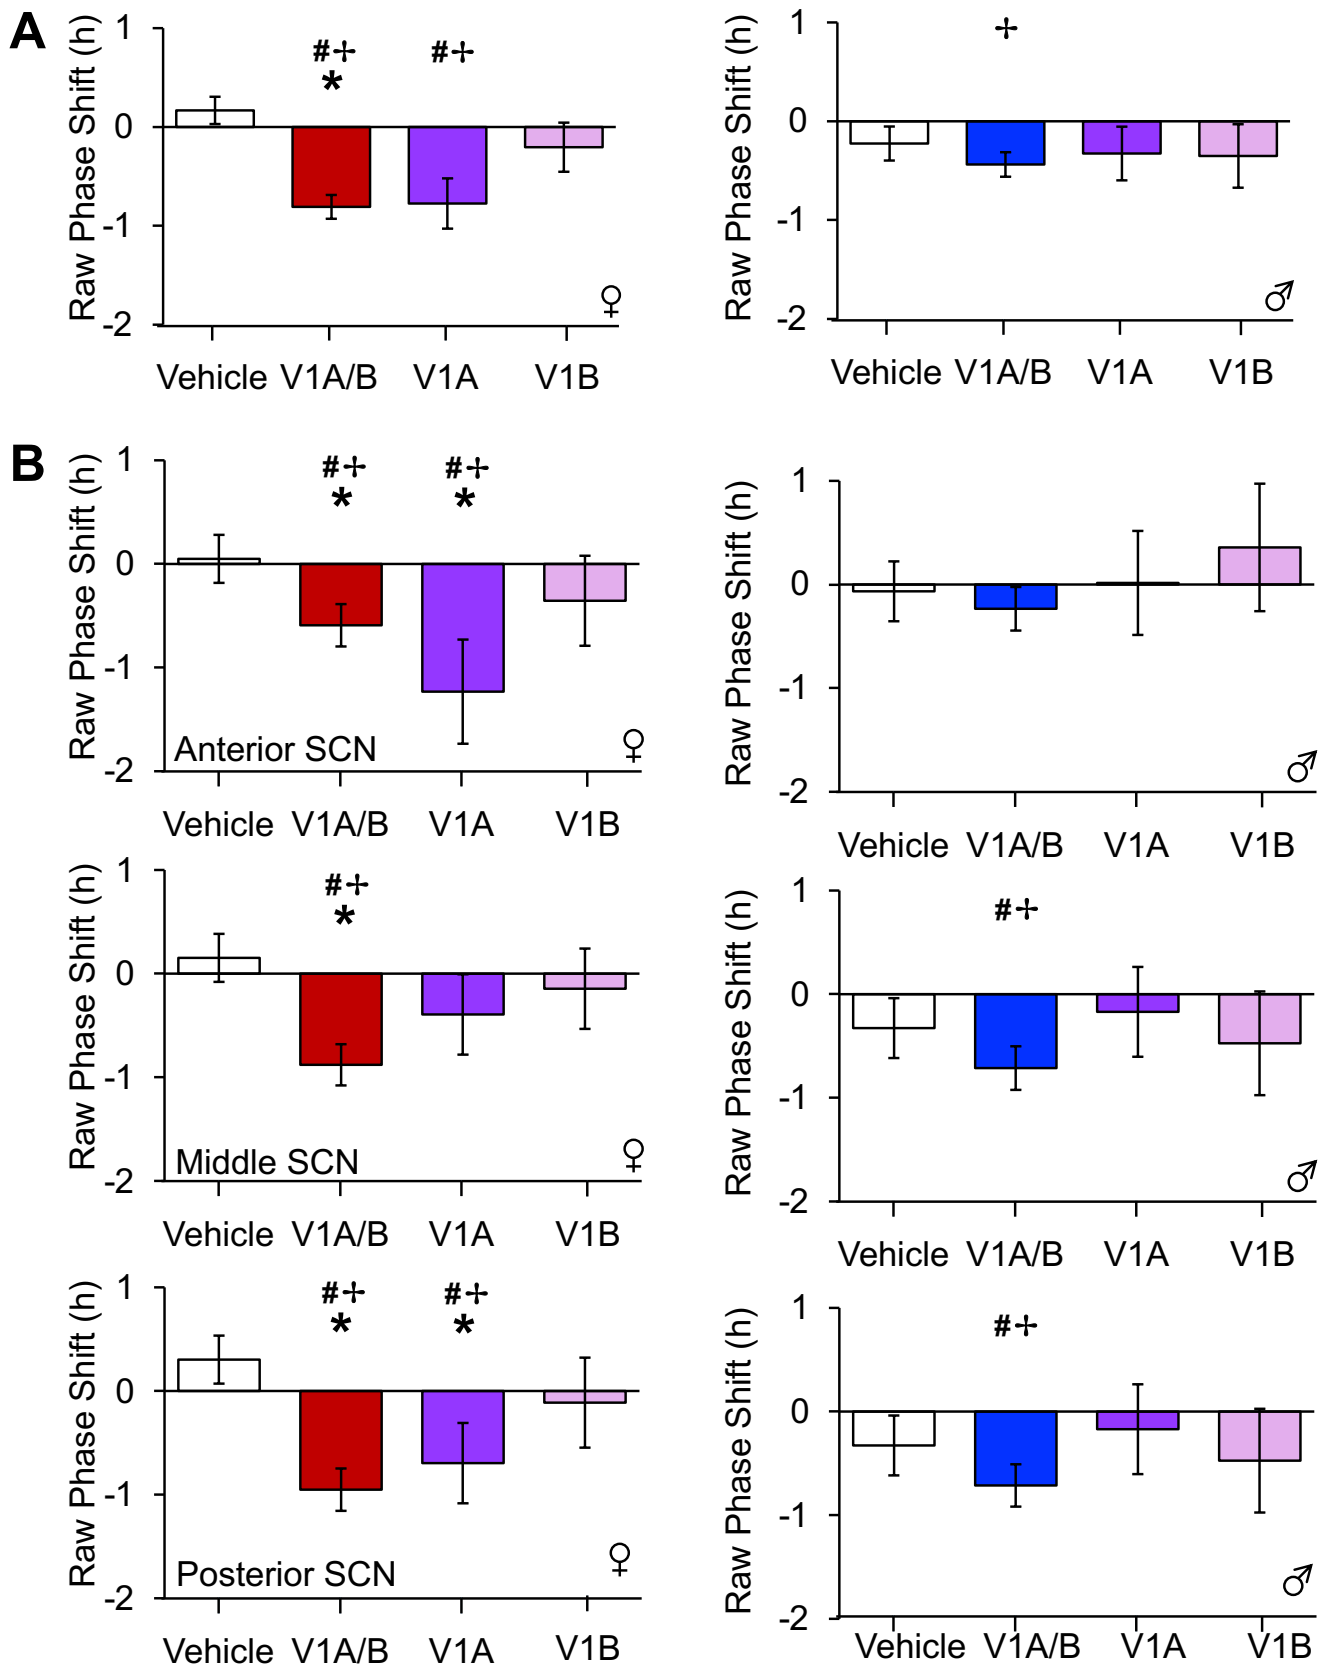 A
Raw Phase Shift (h)
1
0
-1
-2
#✢
*
#✢
♀
Vehicle V1A/B V1A V1B
Raw Phase Shift (h)
1
0
-1
-2
✢
♂
Vehicle V1A/B V1A V1B
B
Raw Phase Shift (h)
1
0
-1
-2
#✢
*
#✢
*
Anterior SCN
♀
Vehicle V1A/B V1A V1B
Raw Phase Shift (h)
1
0
-1
-2
♂
Vehicle V1A/B V1A V1B
Raw Phase Shift (h)
1
0
-1
-2
#✢
*
Middle SCN
♀
Vehicle V1A/B V1A V1B
Raw Phase Shift (h)
1
0
-1
-2
#✢
♂
Vehicle V1A/B V1A V1B
Raw Phase Shift (h)
1
0
-1
-2
#✢
*
#✢
*
Posterior SCN
♀
Vehicle V1A/B V1A V1B
Raw Phase Shift (h)
1
0
-1
-2
#✢
♂
Vehicle V1A/B V1A V1B